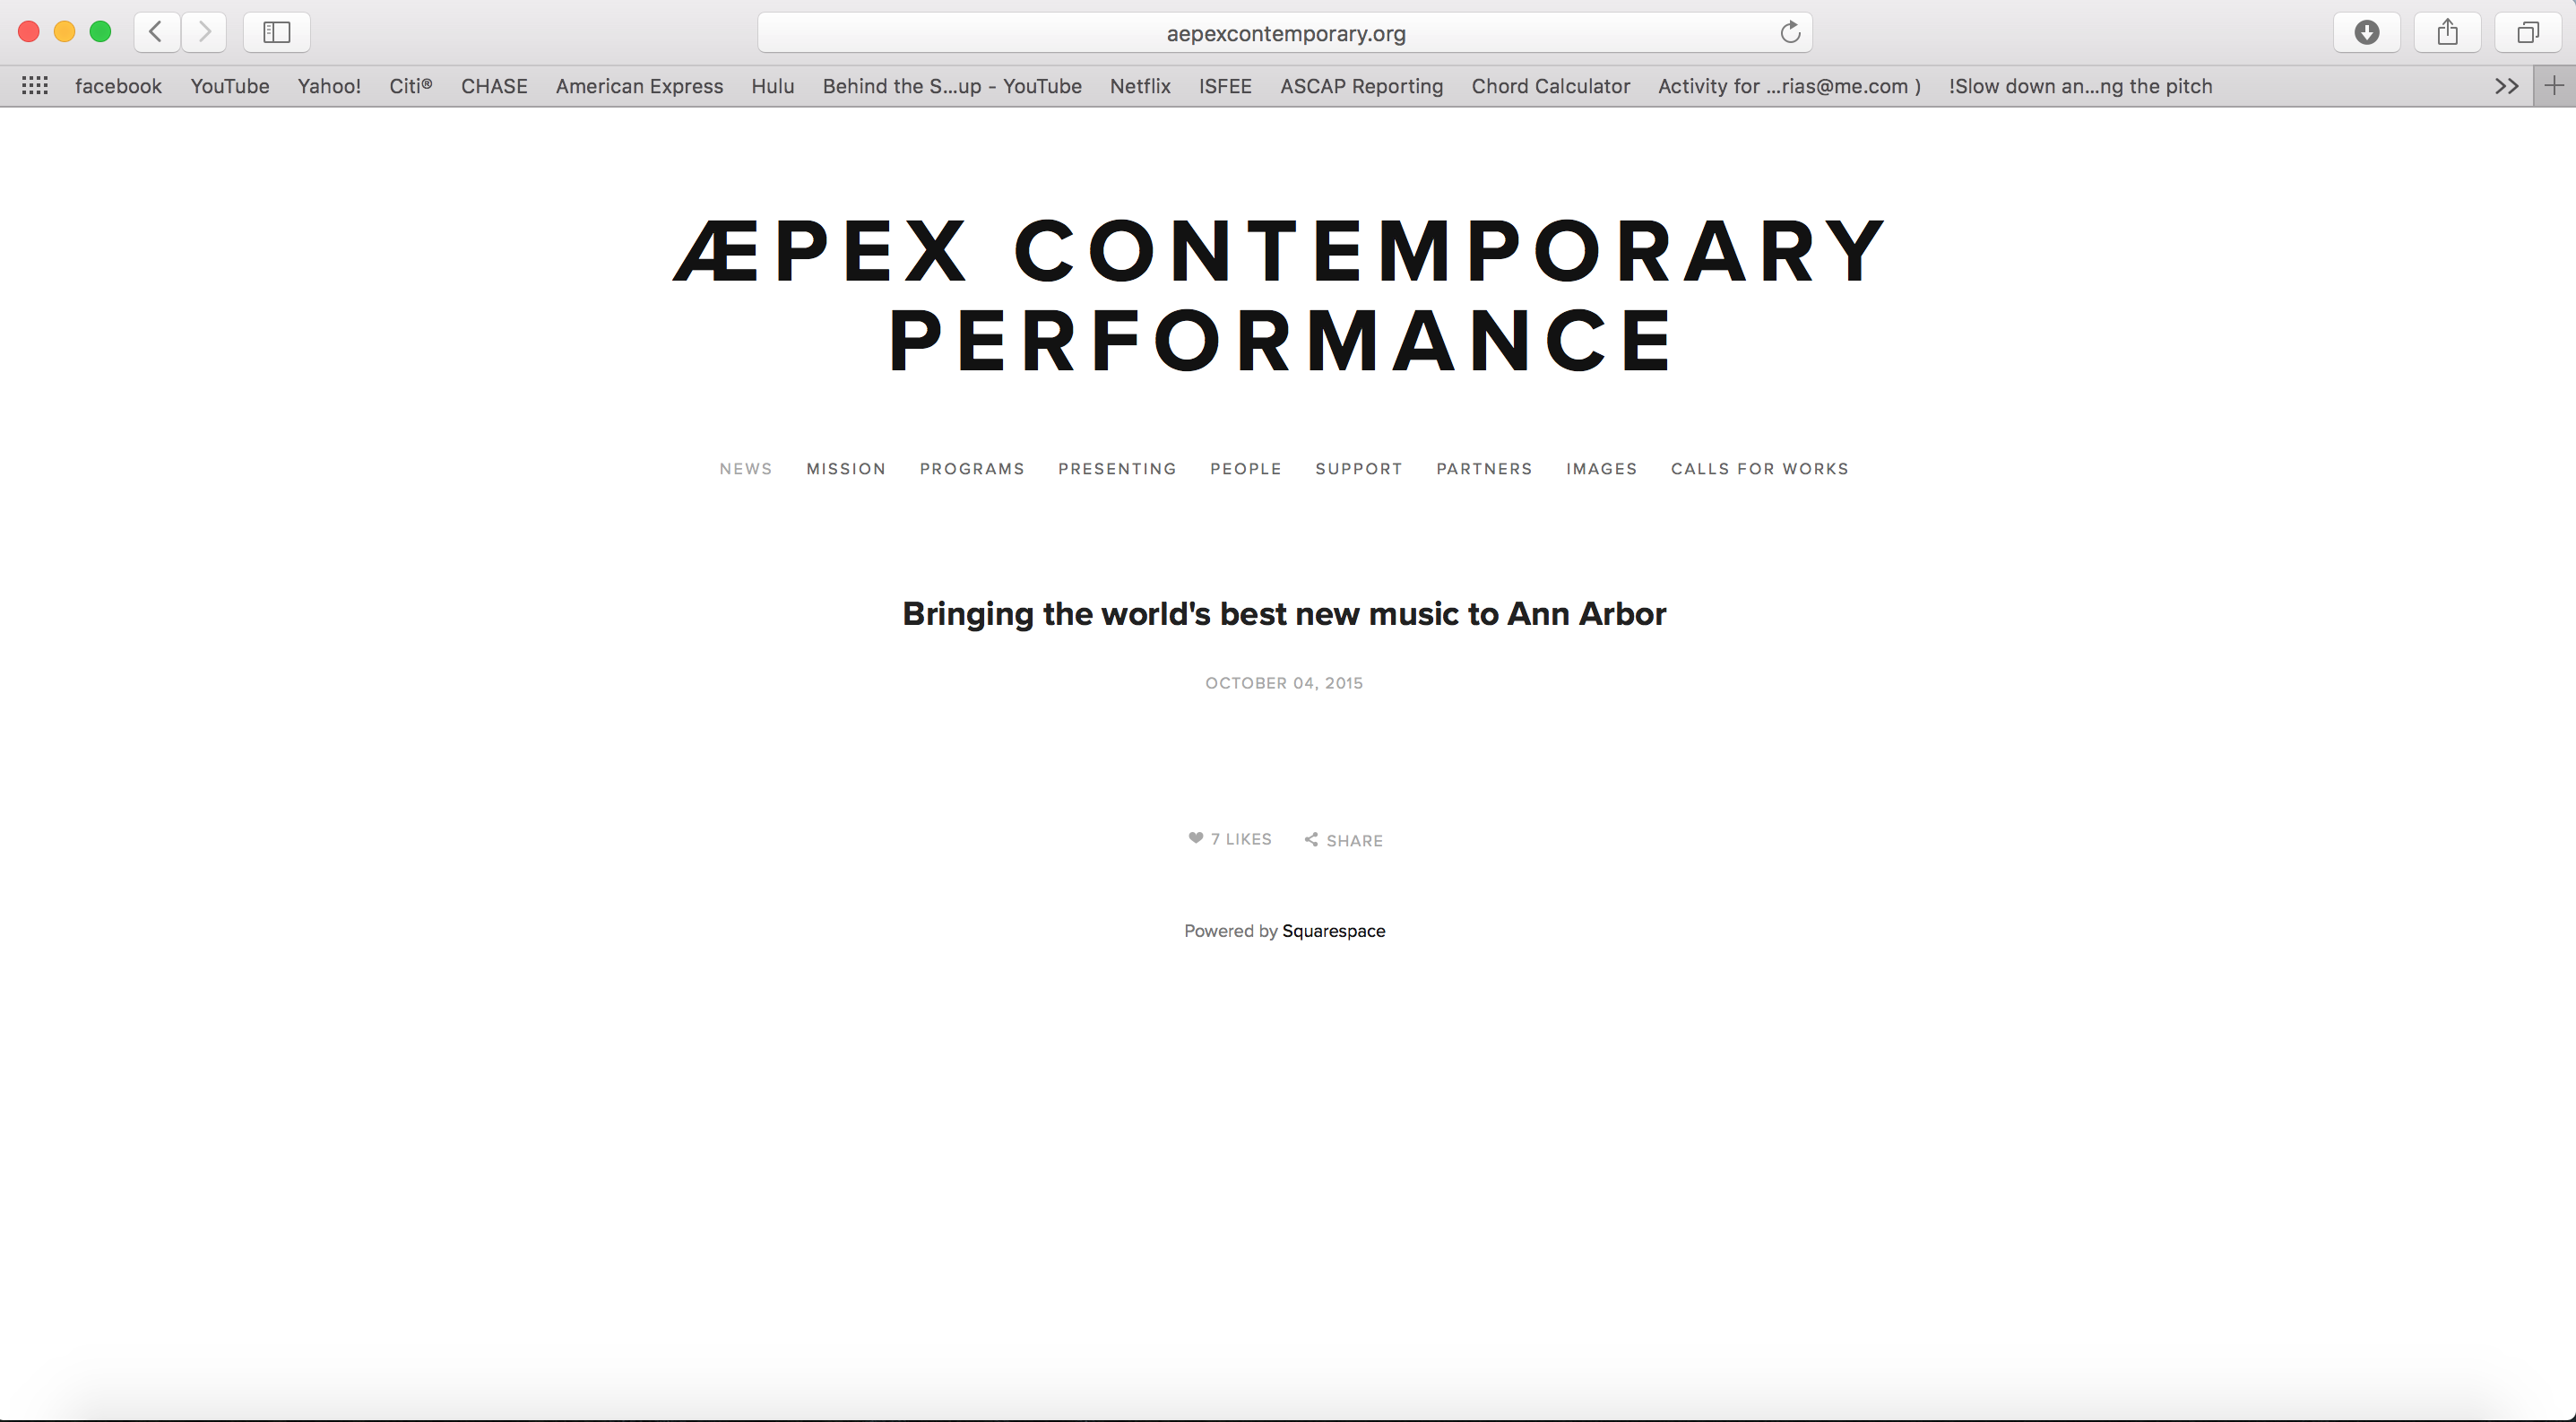 aepexcontemporary.org
facebook YouTube Yahoo! Citi® CHASE American Express Hulu Behind the S...up - YouTube Netflix ISFEE ASCAP Reporting Chord Calculator Activity for ...rias@me.com ) !Slow down an...ng the pitch
ÆPEX CONTEMPORARY
PERFORMANCE
NEWS MISSION PROGRAMS PRESENTING PEOPLE SUPPORT PARTNERS IMAGES CALLS FOR WORKS
Bringing the world's best new music to Ann Arbor
OCTOBER 04, 2015
7 LIKES SHARE
Powered by Squarespace